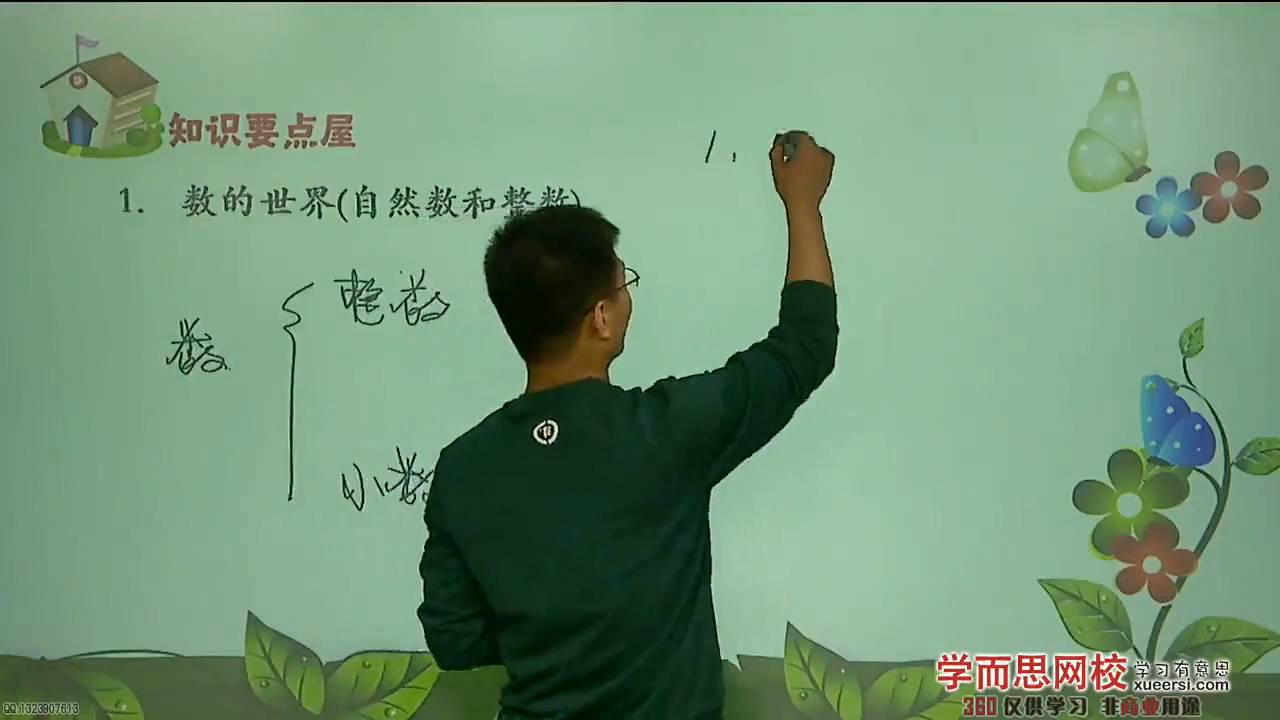 知识要点屋
1.
1. 数的世界(自然数和整数)
整数
数
小数
学而思网校 学习有意思
xueersi.com
360 仅供学习 非商业用途
QQ:1323907613